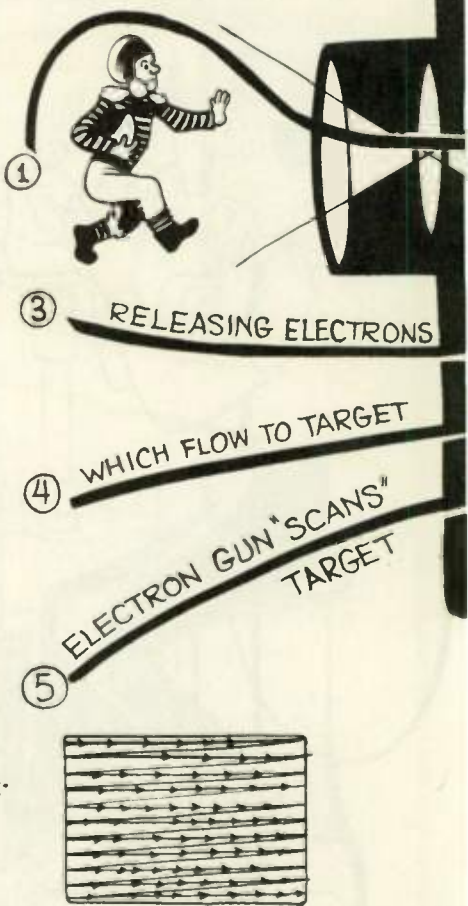 ①
③ RELEASING ELECTRONS
④ WHICH FLOW TO TARGET
⑤ ELECTRON GUN "SCANS"
TARGET